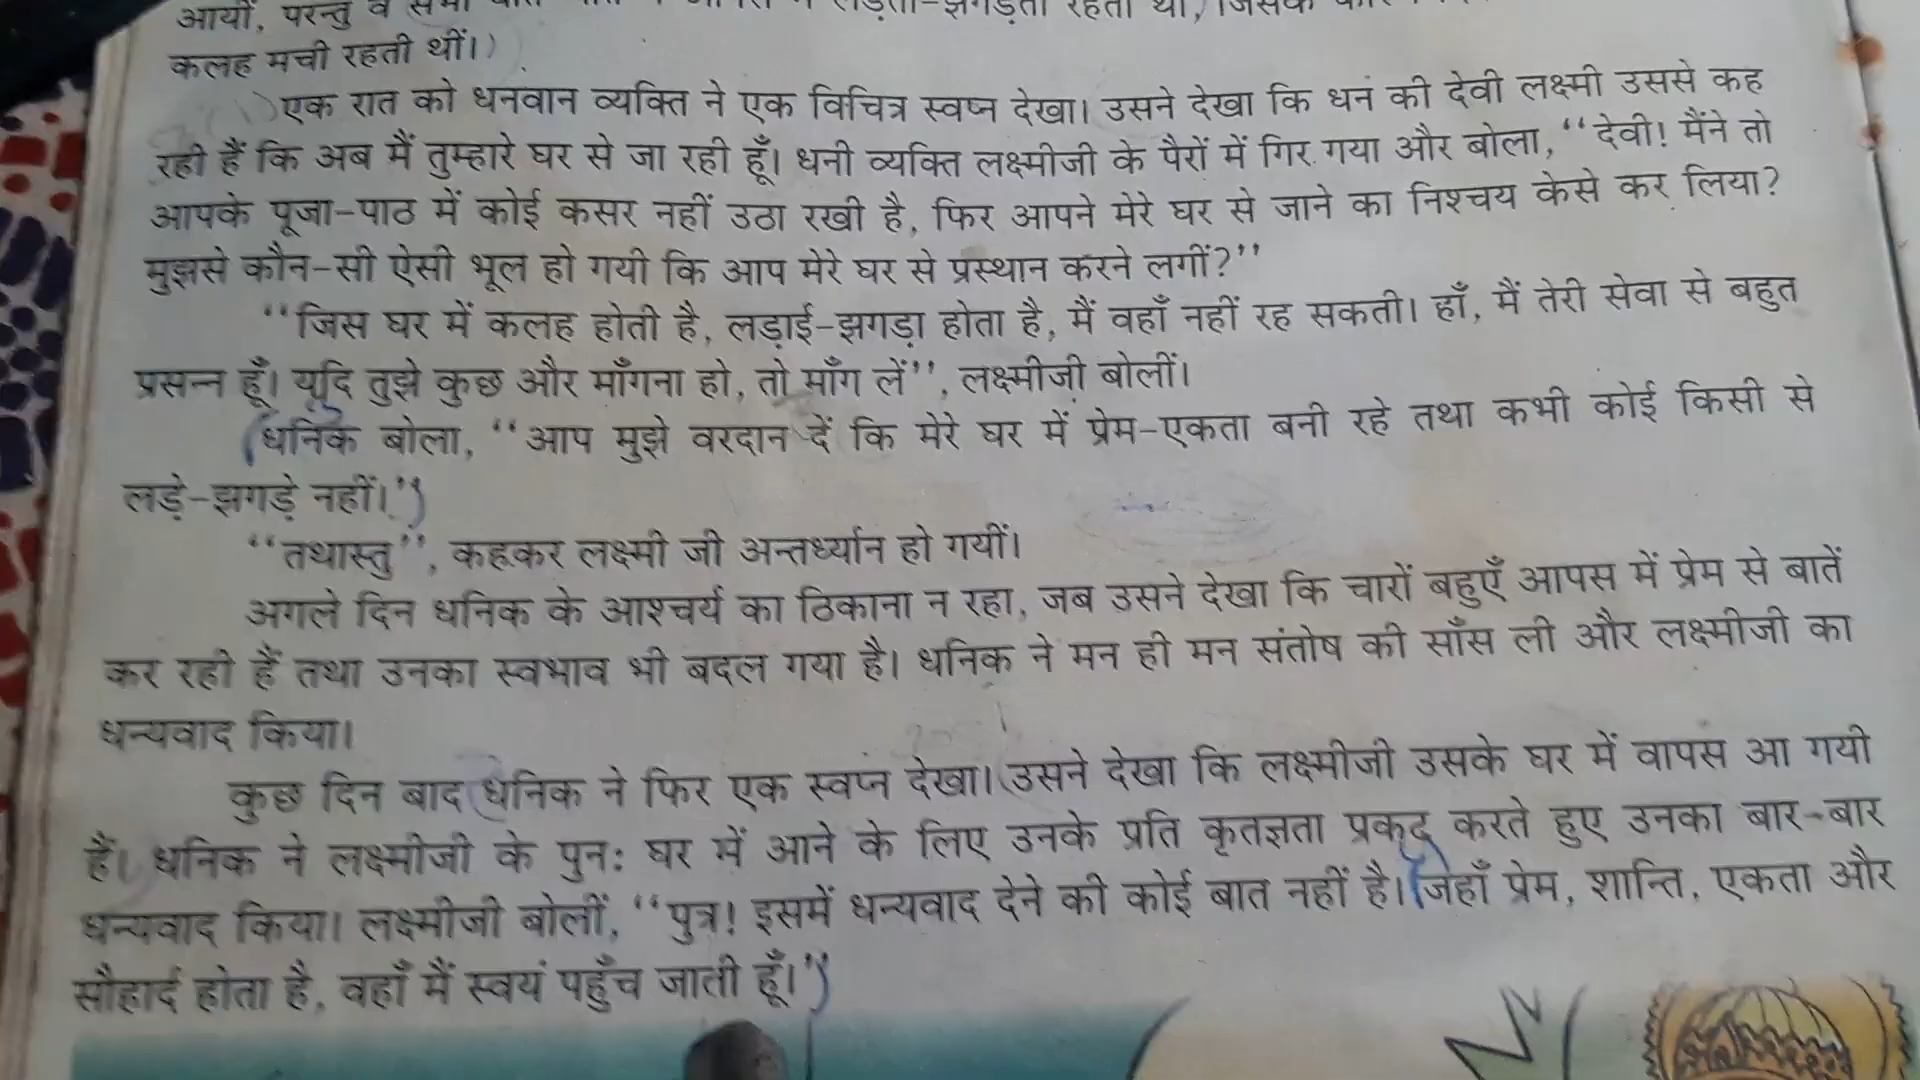 आयीं, परन्तु वे लड़ती-झगड़ती रहती थीं, जिसके
कलह मची रहती थीं।)
एक रात को धनवान व्यक्ति ने एक विचित्र स्वप्न देखा। उसने देखा कि धन की देवी लक्ष्मी उससे कह
रही हैं कि अब मैं तुम्हारे घर से जा रही हूँ। धनी व्यक्ति लक्ष्मीजी के पैरों में गिर गया और बोला, ‘‘देवी! मैंने तो
आपके पूजा-पाठ में कोई कसर नहीं उठा रखी है, फिर आपने मेरे घर से जाने का निश्चय केसे कर लिया?
मुझसे कौन-सी ऐसी भूल हो गयी कि आप मेरे घर से प्रस्थान करने लगीं?’’
‘‘जिस घर में कलह होती है, लड़ाई-झगड़ा होता है, मैं वहाँ नहीं रह सकती। हाँ, मैं तेरी सेवा से बहुत
प्रसन्न हूँ। यदि तुझे कुछ और माँगना हो, तो माँग लें’’, लक्ष्मीजी बोलीं।
(धनिक बोला, ‘‘आप मुझे वरदान दें कि मेरे घर में प्रेम-एकता बनी रहे तथा कभी कोई किसी से
लड़े-झगड़े नहीं।’’)
‘‘तथास्तु’’, कहकर लक्ष्मी जी अन्तर्ध्यान हो गयीं।
अगले दिन धनिक के आश्चर्य का ठिकाना न रहा, जब उसने देखा कि चारों बहुएँ आपस में प्रेम से बातें
कर रही हैं तथा उनका स्वभाव भी बदल गया है। धनिक ने मन ही मन संतोष की साँस ली और लक्ष्मीजी का
धन्यवाद किया।
कुछ दिन बाद (धनिक ने फिर एक स्वप्न देखा। (उसने देखा कि लक्ष्मीजी उसके घर में वापस आ गयी
हैं। धनिक ने लक्ष्मीजी के पुनः घर में आने के लिए उनके प्रति कृतज्ञता प्रकट करते हुए उनका बार-बार
धन्यवाद किया। लक्ष्मीजी बोलीं, ‘‘पुत्र! इसमें धन्यवाद देने की कोई बात नहीं है। (जहाँ प्रेम, शान्ति, एकता और
सौहार्द होता है, वहाँ मैं स्वयं पहुँच जाती हूँ।’’)